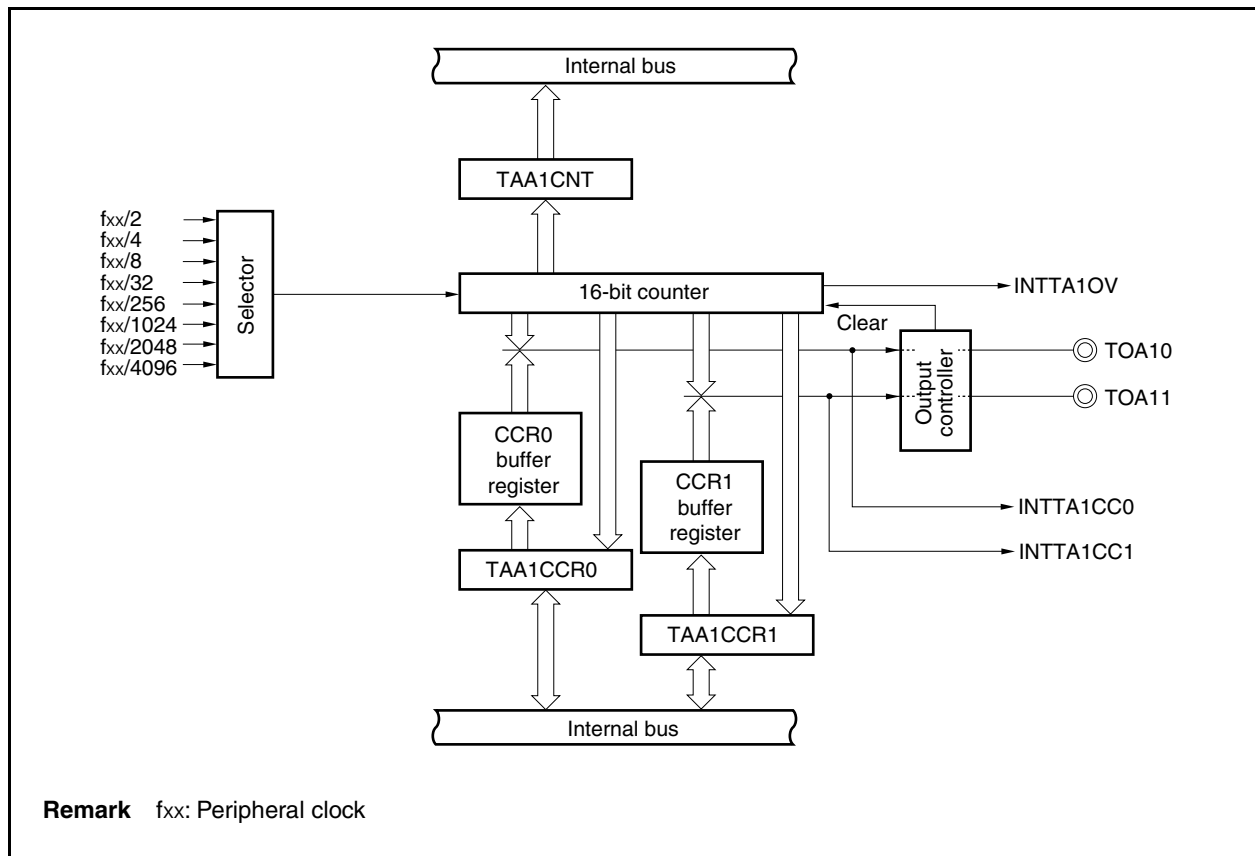 Internal bus
TAA1CNT
fxx/2
fxx/4
fxx/8
fxx/32
fxx/256
fxx/1024
fxx/2048
fxx/4096
Selector
16-bit counter
INTTA1OV
Clear
Output
controller
TOA10
TOA11
CCR0
buffer
register
CCR1
buffer
register
INTTA1CC0
INTTA1CC1
TAA1CCR0
TAA1CCR1
Internal bus
Remark fxx: Peripheral clock